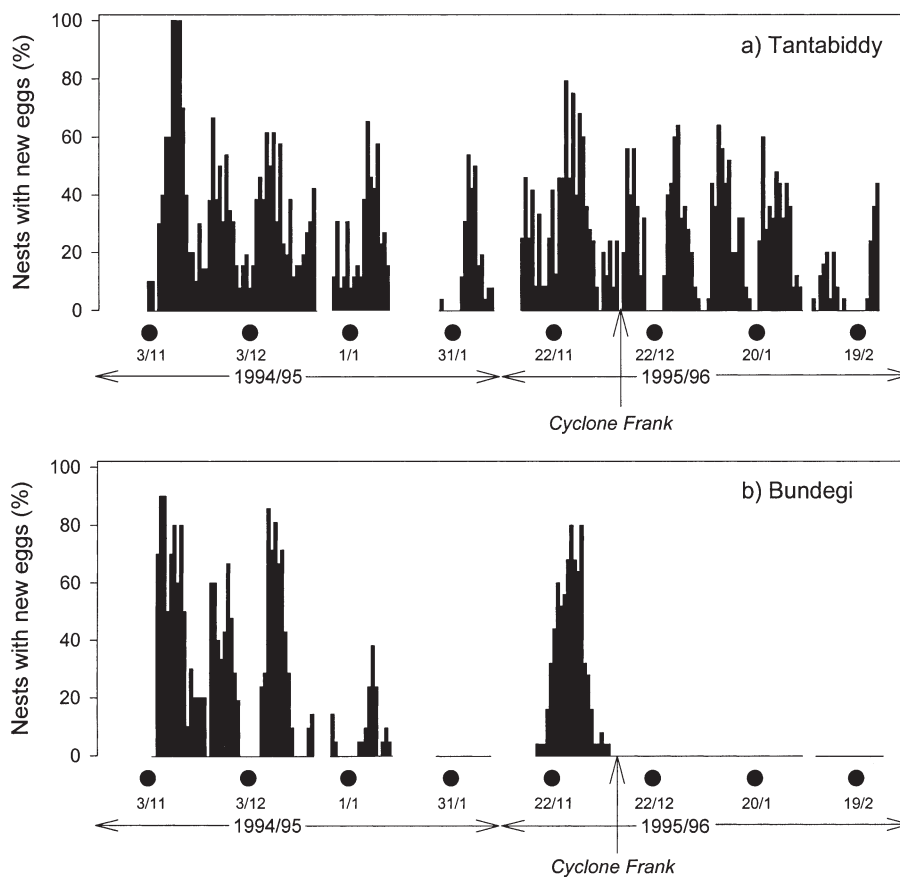 a) Tantabiddy
Nests with new eggs (%)
100
80
60
40
20
0
3/11 3/12 1/1 31/1 22/11 22/12 20/1 19/2
1994/95 1995/96
Cyclone Frank
b) Bundegi
Nests with new eggs (%)
100
80
60
40
20
0
3/11 3/12 1/1 31/1 22/11 22/12 20/1 19/2
1994/95 1995/96
Cyclone Frank